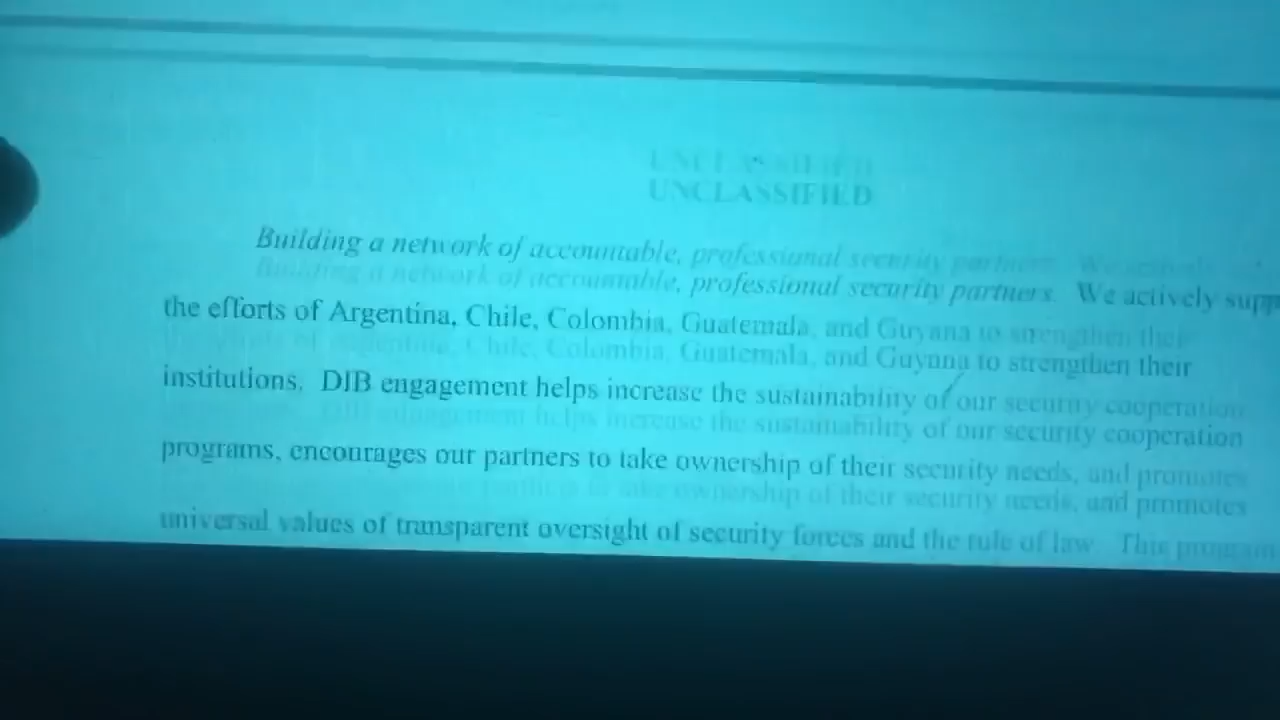 UNCLASSIFIED
Building a network of accountable, professional security partners. We actively supp
the efforts of Argentina, Chile, Colombia, Guatemala, and Guyana to strengthen their
institutions. DIB engagement helps increase the sustainability of our security cooperation
programs, encourages our partners to take ownership of their security needs, and promotes
universal values of transparent oversight of security forces and the rule of law. This program